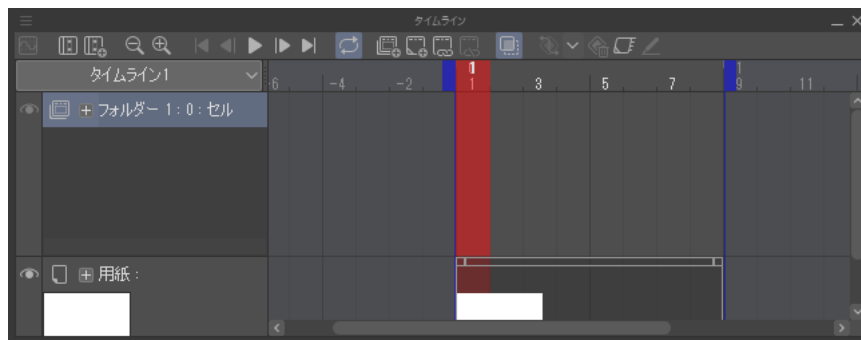 タイムライン
タイムライン1
-6 -4 -2 1 3 5 7 9 11
1 1
フォルダー 1 : 0 : セル
用紙 :